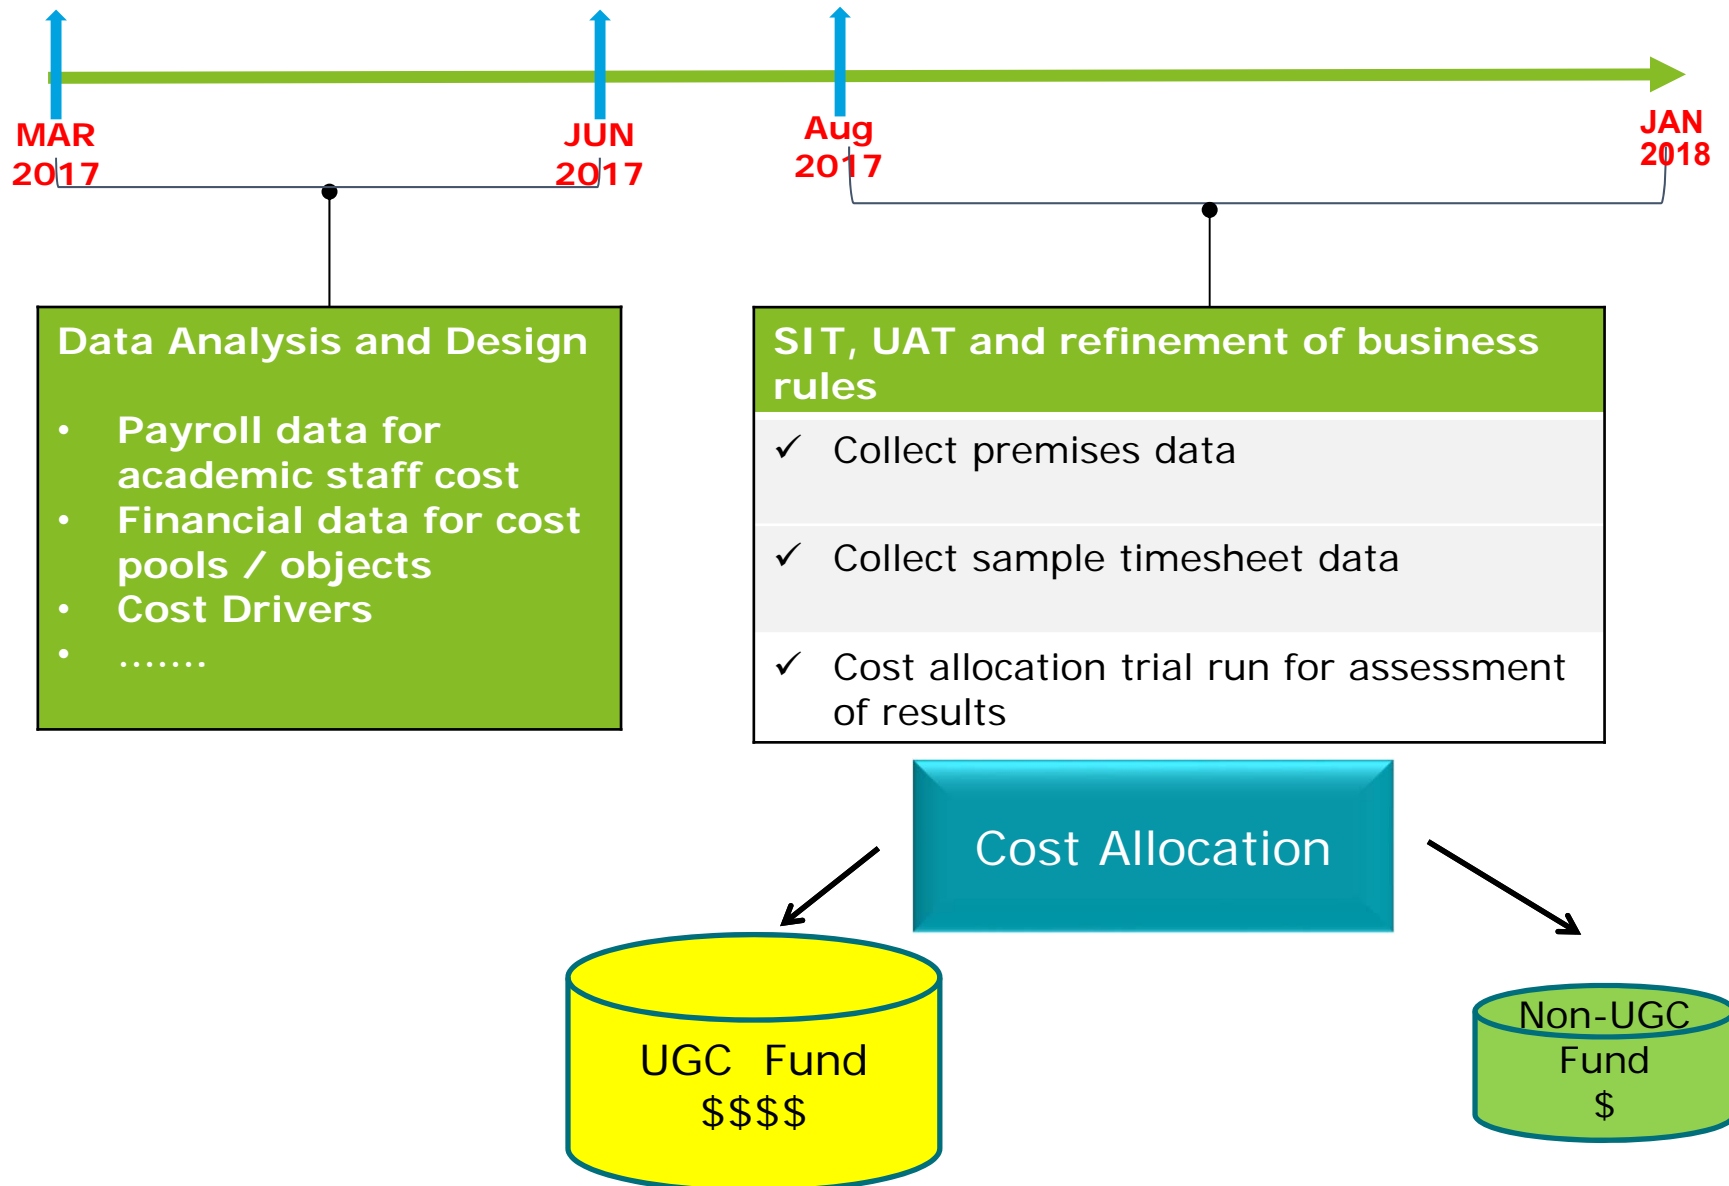 MAR
2017
JUN
2017
Aug
2017
JAN
2018
Data Analysis and Design
• Payroll data for
academic staff cost
• Financial data for cost
pools / objects
• Cost Drivers
• .......
SIT, UAT and refinement of business
rules
✓ Collect premises data
✓ Collect sample timesheet data
✓ Cost allocation trial run for assessment
of results
Cost Allocation
UGC Fund
$$$$
Non-UGC
Fund
$